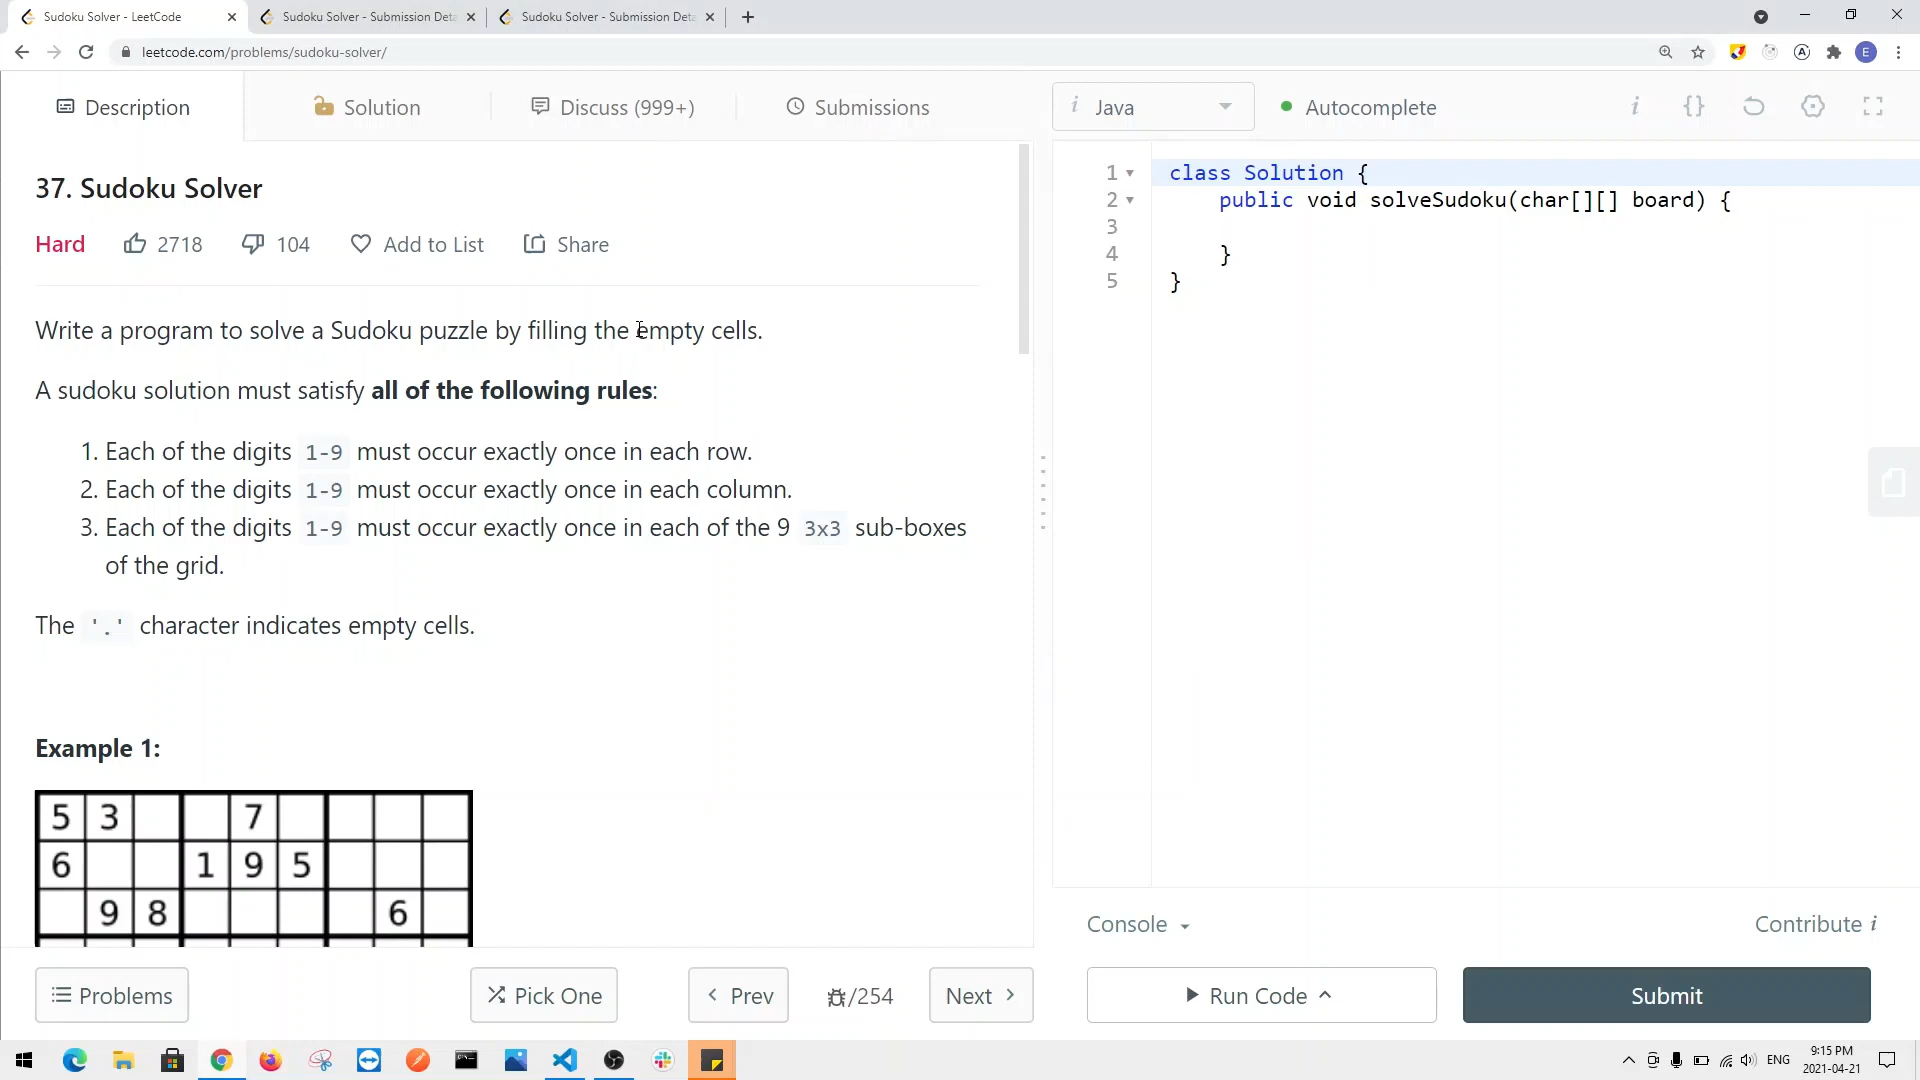 Sudoku Solver - LeetCode
Sudoku Solver - Submission Deta
Sudoku Solver - Submission Deta
leetcode.com/problems/sudoku-solver/
E
Description
Solution
Discuss (999+)
Submissions
i Java
Autocomplete
i {}
37. Sudoku Solver
Hard 2718 104 Add to List Share
Write a program to solve a Sudoku puzzle by filling the empty cells.
A sudoku solution must satisfy all of the following rules:
1. Each of the digits 1-9 must occur exactly once in each row.
2. Each of the digits 1-9 must occur exactly once in each column.
3. Each of the digits 1-9 must occur exactly once in each of the 9 3x3 sub-boxes
of the grid.
The '.' character indicates empty cells.
Example 1:
5 3 7
6 1 9 5
9 8 6
Problems
Pick One
Prev
/254
Next
1 class Solution {
2 public void solveSudoku(char[][] board) {
3
4 }
5 }
Console
Contribute i
Run Code
Submit
ENG
9:15 PM
2021-04-21